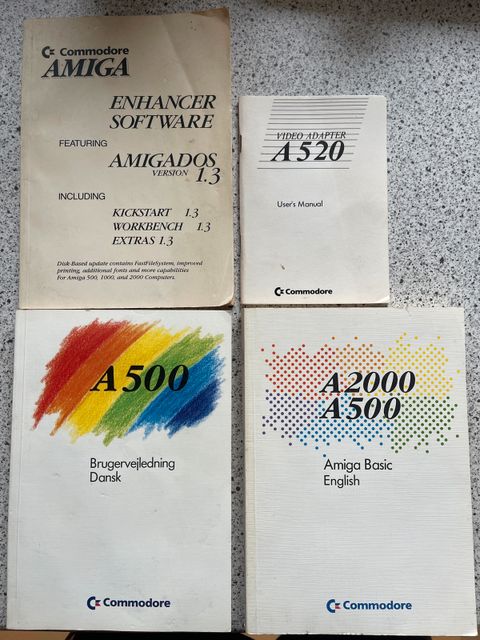 Commodore
AMIGA
ENHANCER
SOFTWARE
FEATURING
AMIGADOS
VERSION 1.3
INCLUDING
KICKSTART 1.3
WORKBENCH 1.3
EXTRAS 1.3
Disk-Based update contains FastFileSystem, improved
printing, additional fonts and more capabilities
For Amiga 500, 1000, and 2000 Computers.
VIDEO ADAPTER
A520
User's Manual
Commodore
A500
Brugervejledning
Dansk
Commodore
A2000
A500
Amiga Basic
English
Commodore